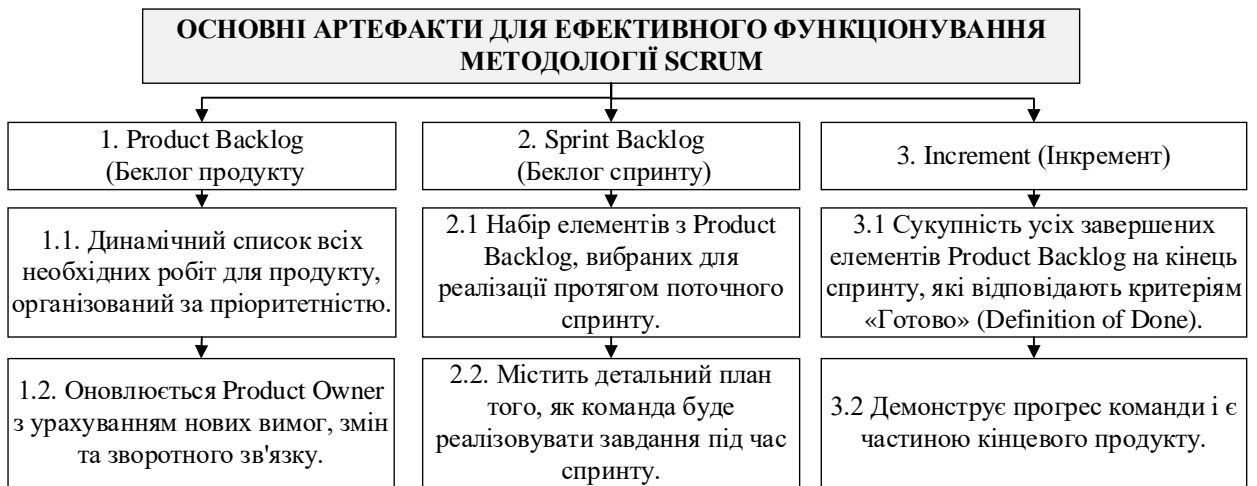 ОСНОВНІ АРТЕФАКТИ ДЛЯ ЕФЕКТИВНОГО ФУНКЦІОНУВАННЯ
МЕТОДОЛОГІЇ SCRUM
1. Product Backlog
(Беклог продукту
2. Sprint Backlog
(Беклог спринту)
3. Increment (Інкремент)
1.1. Динамічний список всіх
необхідних робіт для продукту,
організований за пріоритетністю.
2.1 Набір елементів з Product
Backlog, вибраних для
реалізації протягом поточного
спринту.
3.1 Сукупність усіх завершених
елементів Product Backlog на кінець
спринту, які відповідають критеріям
«Готово» (Definition of Done).
1.2. Оновлюється Product Owner
з урахуванням нових вимог, змін
та зворотного зв'язку.
2.2. Містить детальний план
того, як команда буде
реалізовувати завдання під час
спринту.
3.2 Демонструє прогрес команди і є
частиною кінцевого продукту.